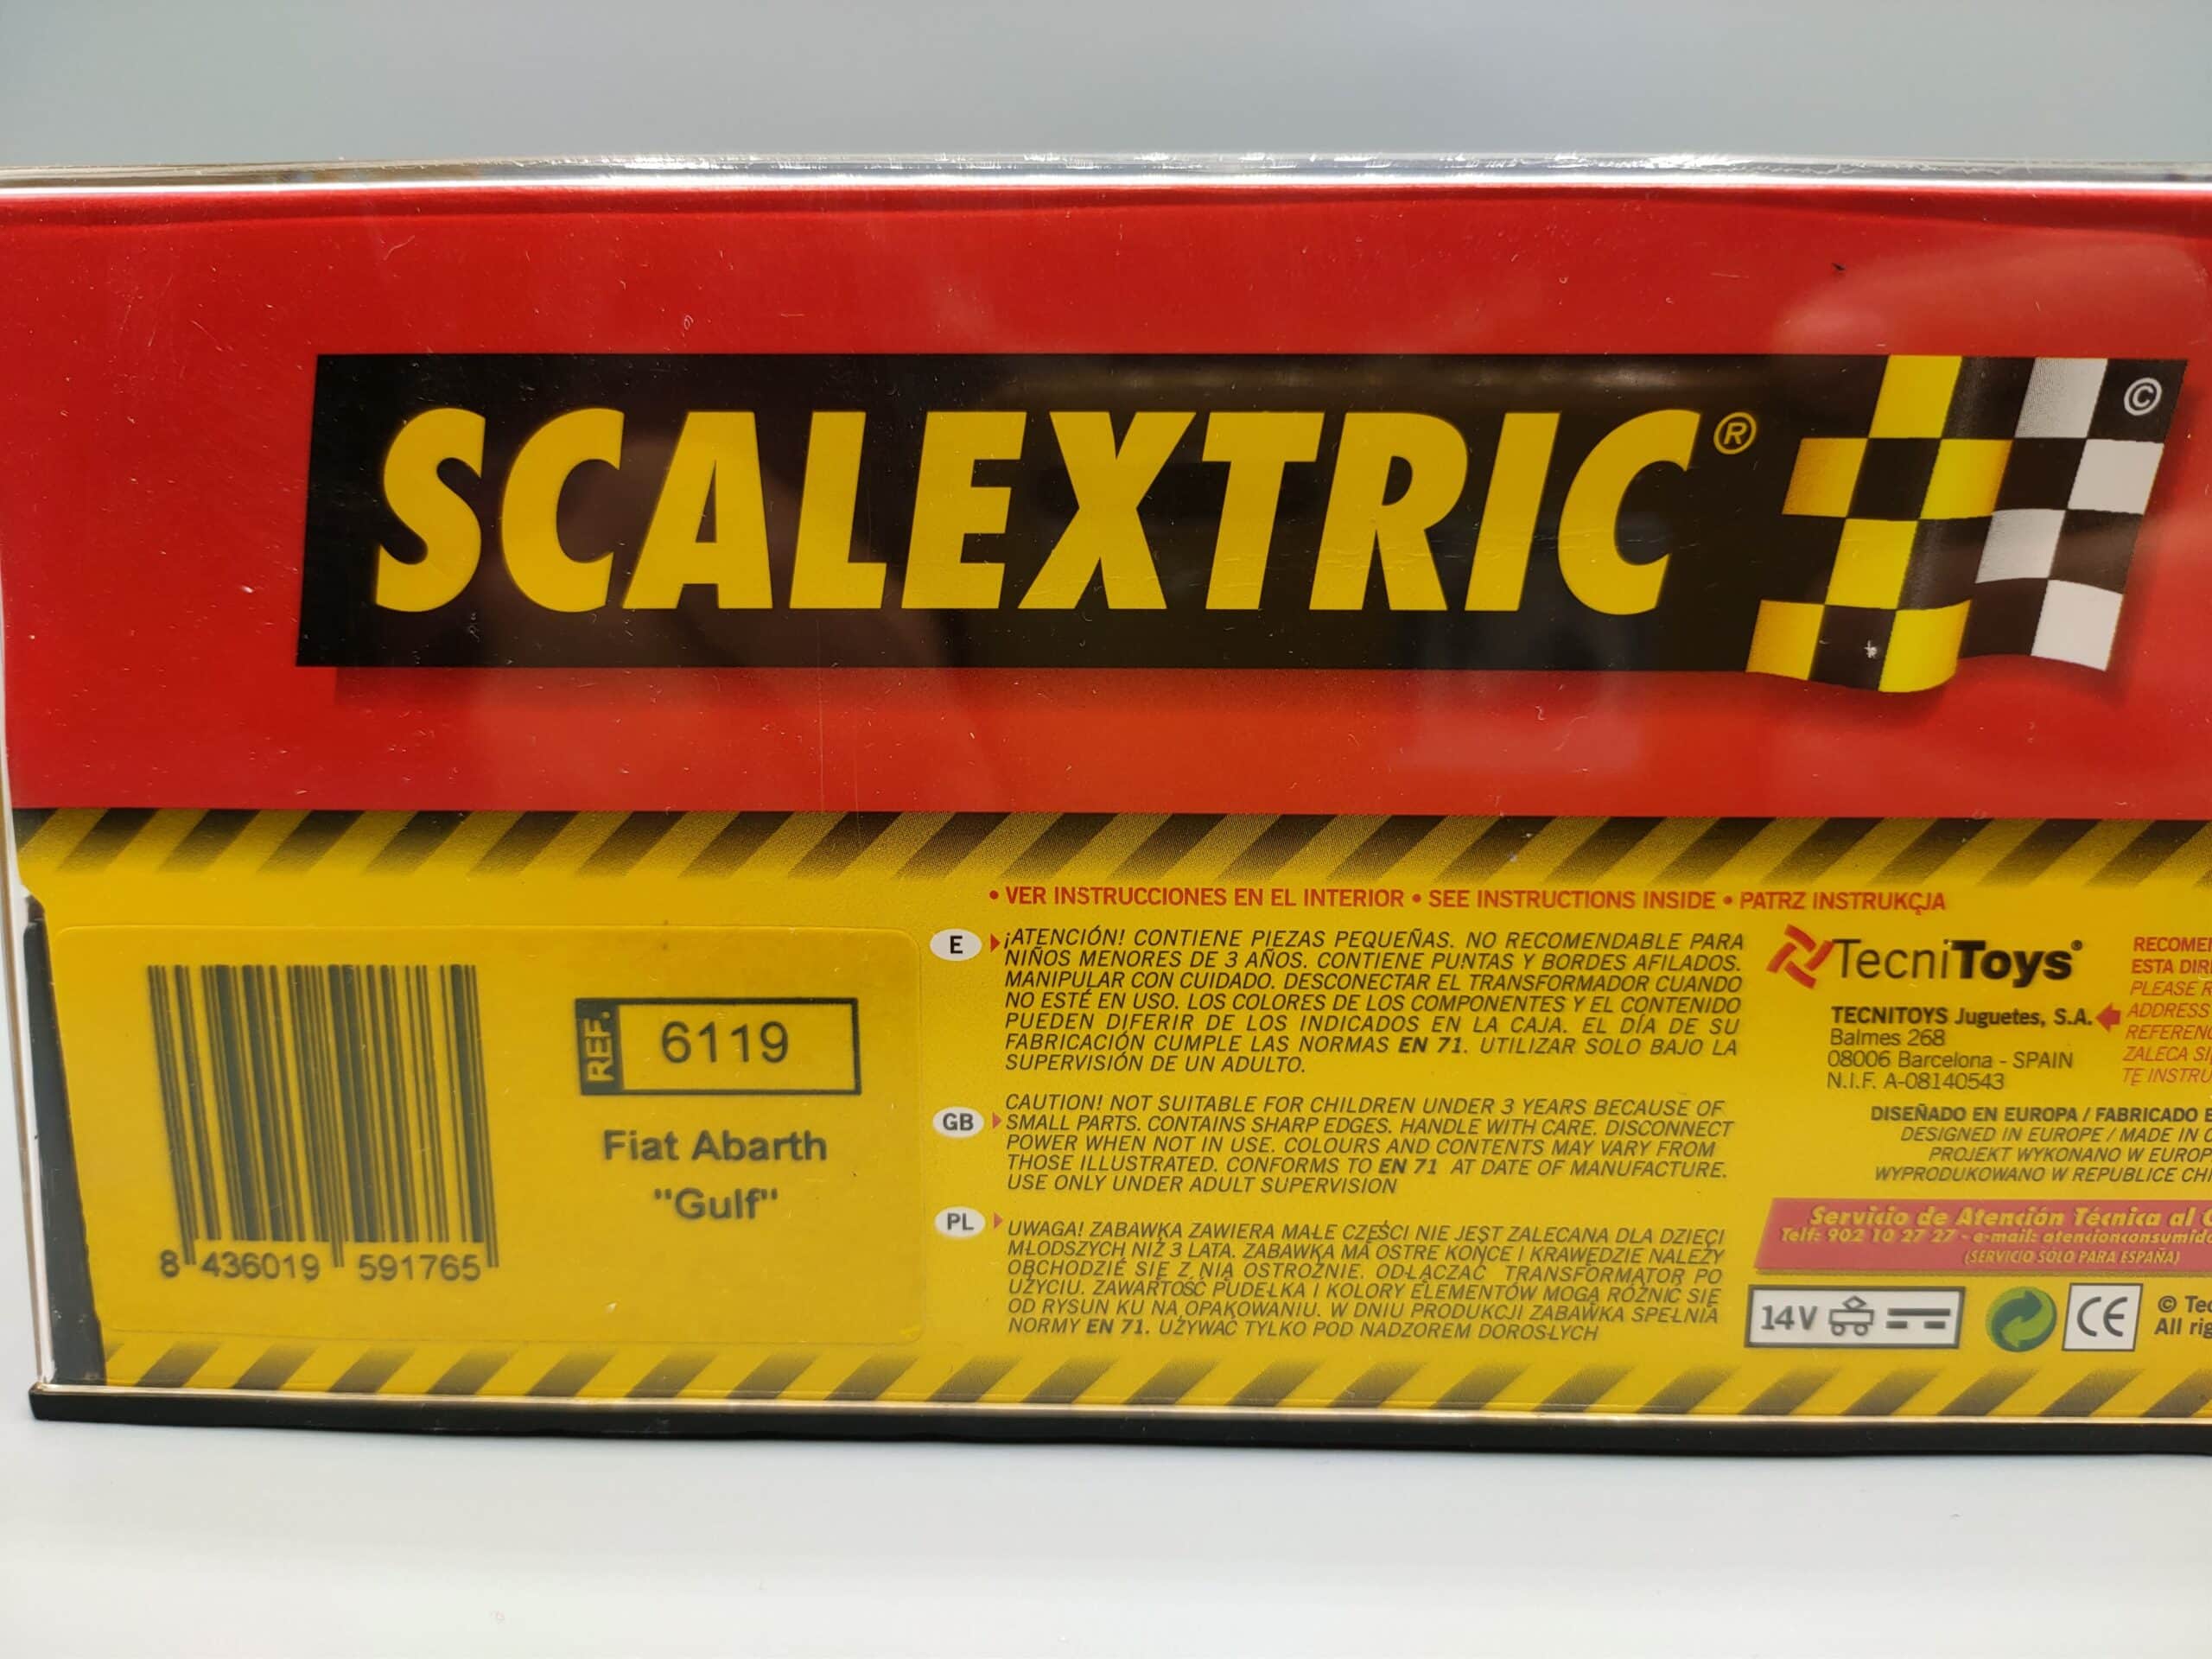 SCALEXTRIC®
©
• VER INSTRUCCIONES EN EL INTERIOR • SEE INSTRUCTIONS INSIDE • PATRZ INSTRUKCJA
8 436019 591765
REF. 6119
Fiat Abarth
"Gulf"
E
¡ATENCIÓN! CONTIENE PIEZAS PEQUEÑAS. NO RECOMENDABLE PARA
NIÑOS MENORES DE 3 AÑOS. CONTIENE PUNTAS Y BORDES AFILADOS.
MANIPULAR CON CUIDADO. DESCONECTAR EL TRANSFORMADOR CUANDO
NO ESTÉ EN USO. LOS COLORES DE LOS COMPONENTES Y EL CONTENIDO
PUEDEN DIFERIR DE LOS INDICADOS EN LA CAJA. EL DÍA DE SU
FABRICACIÓN CUMPLE LAS NORMAS EN 71. UTILIZAR SOLO BAJO LA
SUPERVISIÓN DE UN ADULTO.
GB
CAUTION! NOT SUITABLE FOR CHILDREN UNDER 3 YEARS BECAUSE OF
SMALL PARTS. CONTAINS SHARP EDGES. HANDLE WITH CARE. DISCONNECT
POWER WHEN NOT IN USE. COLOURS AND CONTENTS MAY VARY FROM
THOSE ILLUSTRATED. CONFORMS TO EN 71 AT DATE OF MANUFACTURE.
USE ONLY UNDER ADULT SUPERVISION
PL
UWAGA! ZABAWKA ZAWIERA MAŁE CZĘŚCI NIE JEST ZALECANA DLA DZIECI
MŁODSZYCH NIŻ 3 LATA. ZABAWKA MA OSTRE KOŃCE I KRAWĘDZIE NALEŻY
OBCHODZIĆ SIĘ Z NIĄ OSTROŻNIE. ODŁĄCZAĆ TRANSFORMATOR PO
UŻYCIU. ZAWARTOŚĆ PUDEŁKA I KOLORY ELEMENTÓW MOGĄ RÓŻNIĆ SIĘ
OD RYSUN KU NA OPAKOWANIU. W DNIU PRODUKCJI ZABAWKA SPEŁNIA
NORMY EN 71. UŻYWAĆ TYLKO POD NADZOREM DOROSŁYCH
TecniToys®
TECNITOYS Juguetes, S.A.
Balmes 268
08006 Barcelona - SPAIN
N.I.F. A-08140543
ESTA
PLEASE
ADDRESS
ZALECA
DISEÑADO EN EUROPA / FABRICADO
DESIGNED IN EUROPE / MADE IN
PROJEKT WYKONANO W
WYPRODUKOWANO W REPUBLICE
Servicio de Atención Técnica al
Telf: 902 10 27 27 - e-mail:
(SERVICIO SOLO PARA ESPAÑA)
14V
CE
©
All